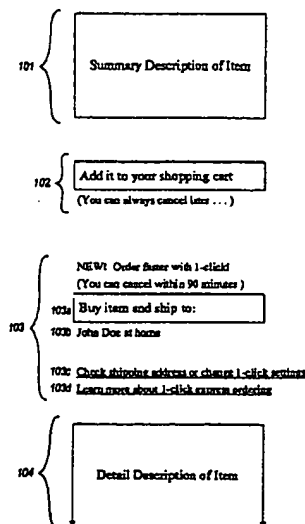 101
Summary Description of Item
102
Add it to your shopping cart
(You can always cancel later . . . )
103
NEW! Order faster with 1-click!
(You can cancel within 90 minutes )
103a Buy item and ship to:
103b John Doe at home
103c Check shipping address or change 1-click settings
103d Learn more about 1-click express ordering
104
Detail Description of Item